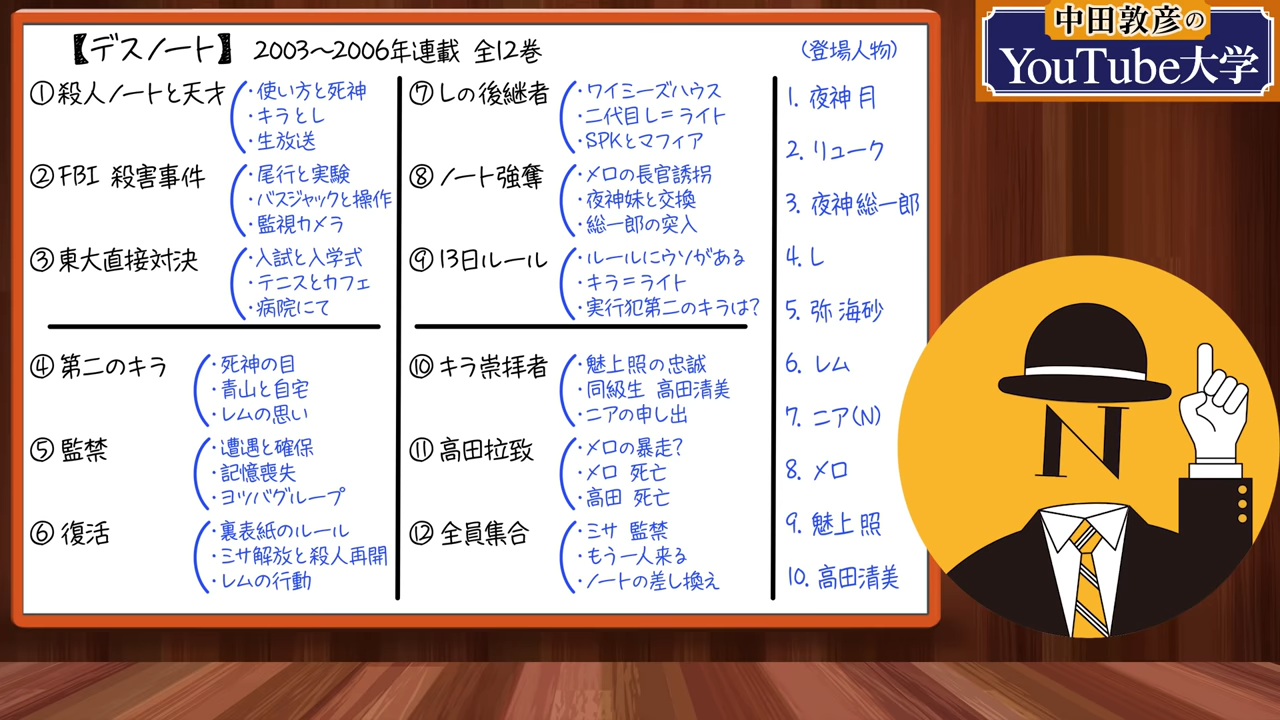 【デスノート】 2003〜2006年連載 全12巻
①殺人ノートと天才
・使い方と死神
・キラとL
・生放送
②FBI 殺害事件
・尾行と実験
・バスジャックと操作
・監視カメラ
③東大直接対決
・入試と入学式
・テニスとカフェ
・病院にて
④第二のキラ
・死神の目
・青山と自宅
・レムの思い
⑤監禁
・遭遇と確保
・記憶喪失
・ヨツバグループ
⑥復活
・裏表紙のルール
・ミサ解放と殺人再開
・レムの行動
⑦Lの後継者
・ワイミーズハウス
・二代目L=ライト
・SPKとマフィア
⑧ノート強奪
・メロの長官誘拐
・夜神妹と交換
・総一郎の突入
⑨13日ルール
・ルールにウソがある
・キラ=ライト
・実行犯第二のキラは?
⑩キラ崇拝者
・魅上照の忠誠
・同級生 高田清美
・ニアの申し出
⑪高田拉致
・メロの暴走?
・メロ 死亡
・高田 死亡
⑫全員集合
・ミサ 監禁
・もう一人来る
・ノートの差し換え
(登場人物)
1. 夜神 月
2. リューク
3. 夜神総一郎
4. L
5. 弥 海砂
6. レム
7. ニア(N)
8. メロ
9. 魅上 照
10. 高田清美
中田敦彦の
YouTube大学
N